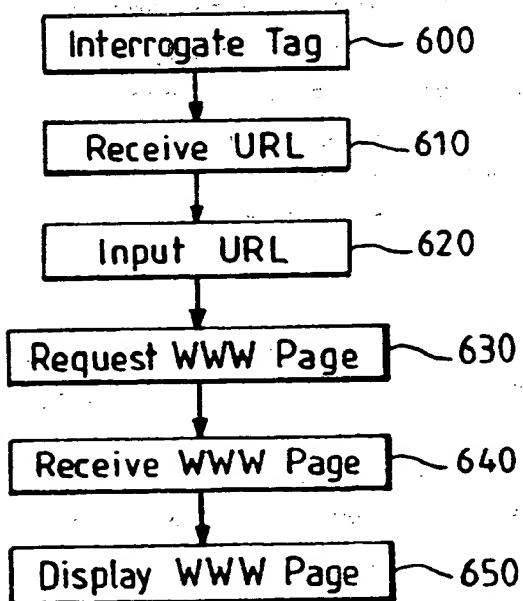 Interrogate Tag 600
Receive URL 610
Input URL 620
Request WWW Page 630
Receive WWW Page 640
Display WWW Page 650